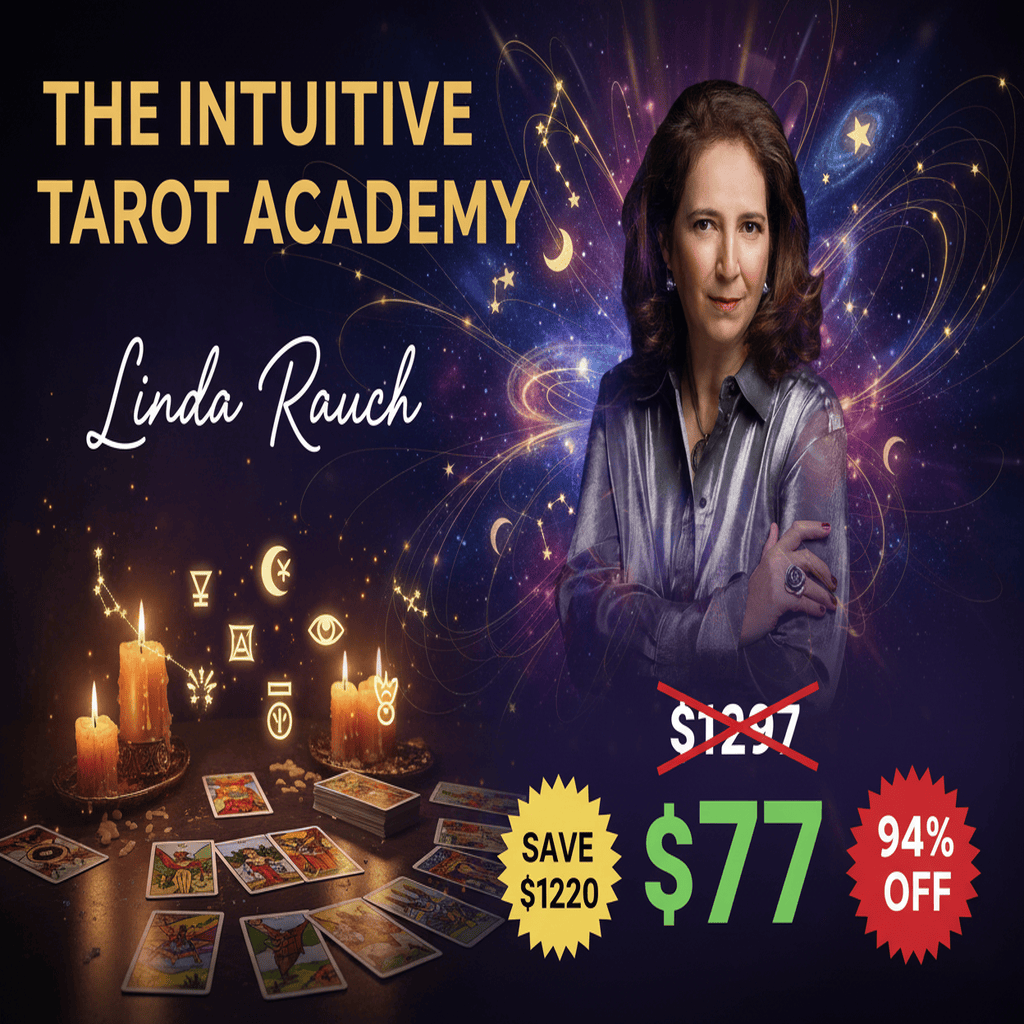 THE INTUITIVE
TAROT ACADEMY
Linda Rauch
$1297
SAVE
$1220
$77
94%
OFF